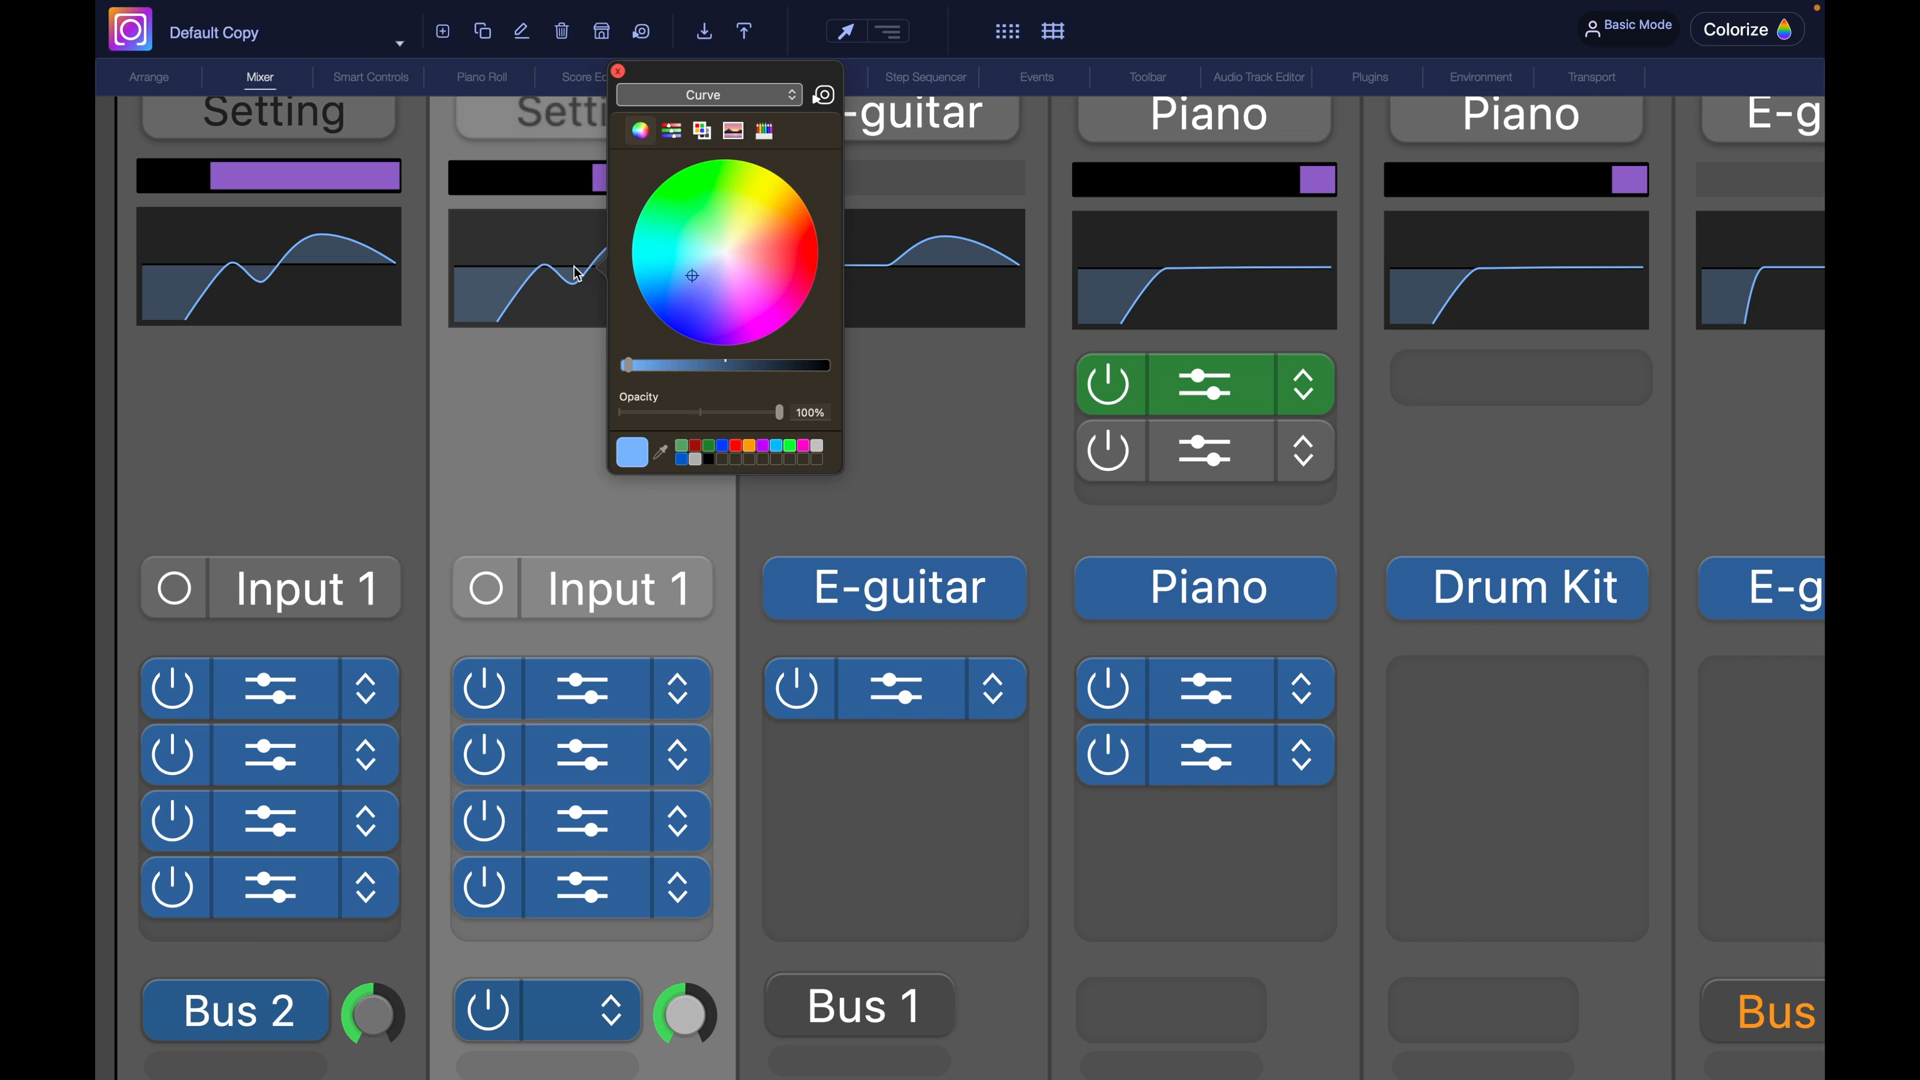 Default Copy
Basic Mode
Colorize
Arrange
Mixer
Smart Controls
Piano Roll
Score Ed
Step Sequencer
Events
Toolbar
Audio Track Editor
Plugins
Environment
Transport
Setting
Setti
-guitar
Piano
Piano
E-g
Curve
Opacity
100%
Input 1
Input 1
E-guitar
Piano
Drum Kit
E-g
Bus 2
Bus 1
Bus